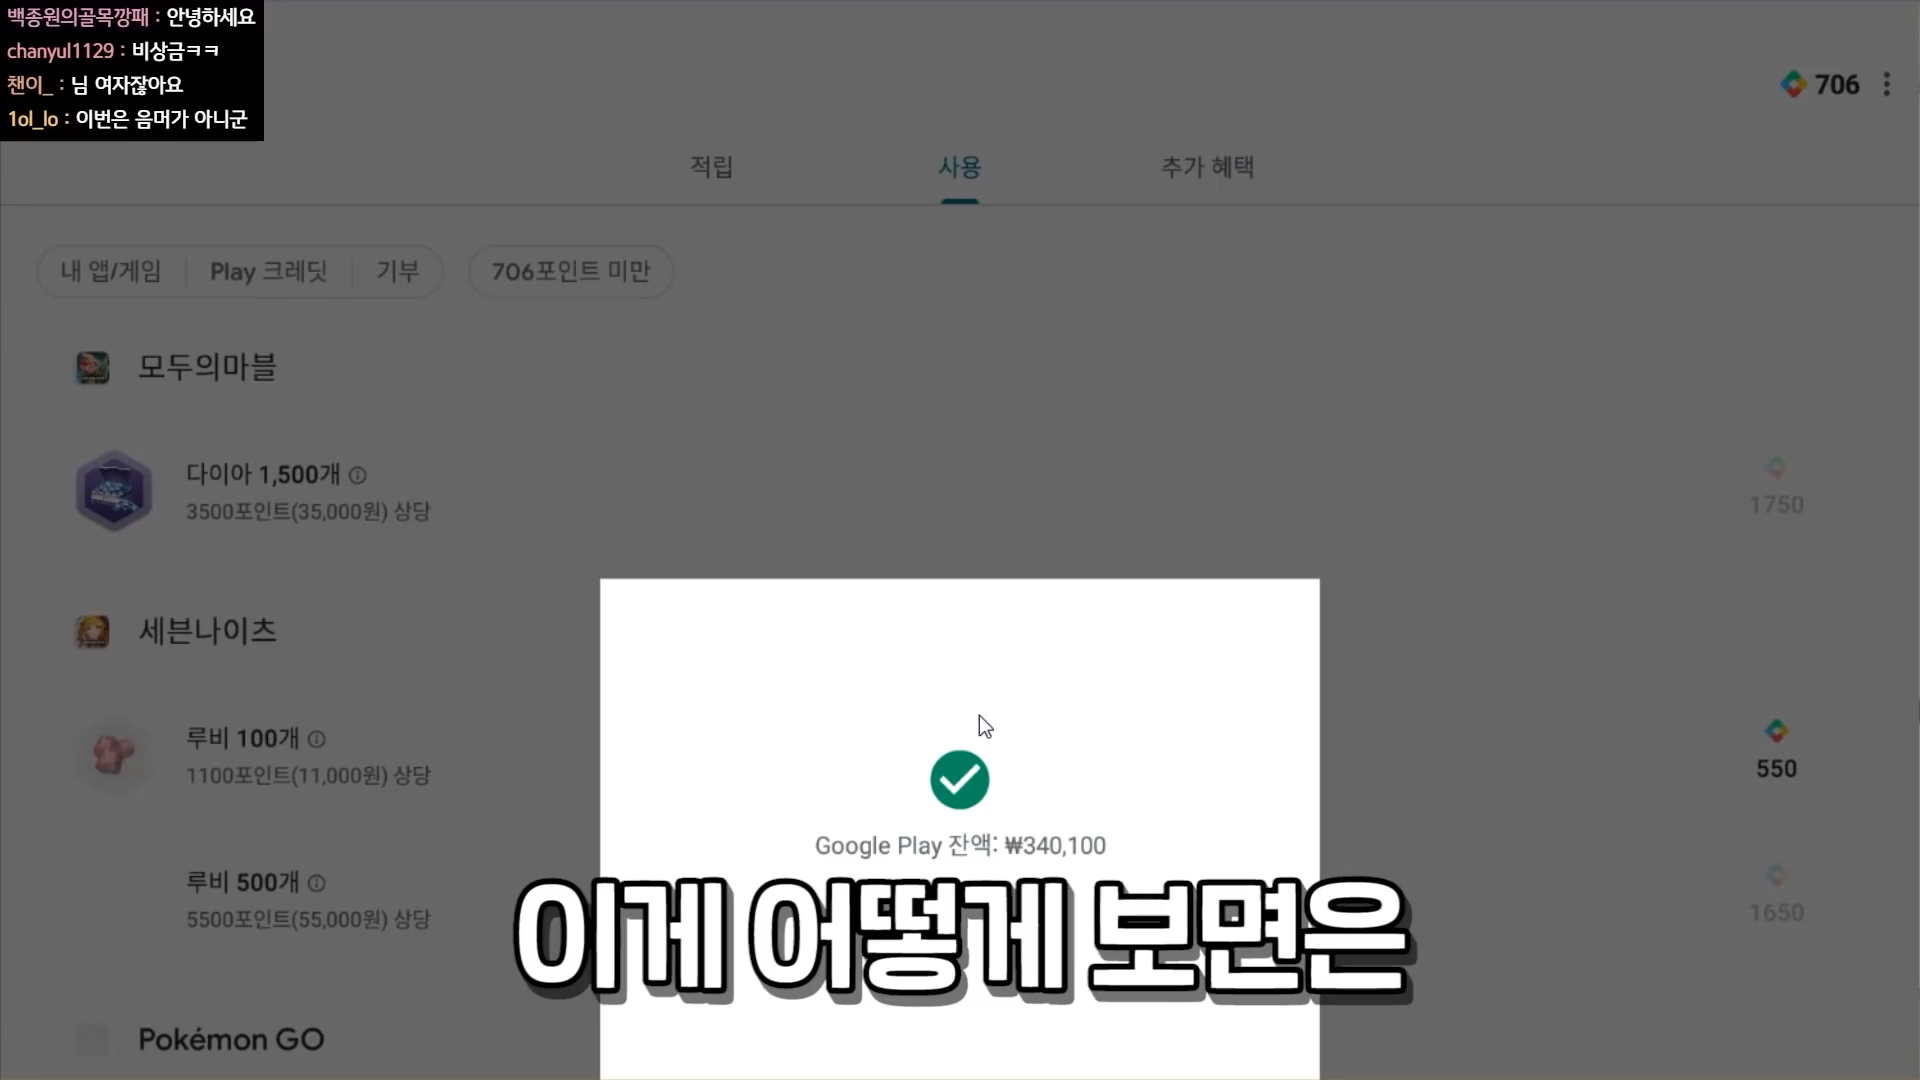 백종원의골목깡패 : 안녕하세요
chanyul1129 : 비상금ㅋㅋ
챈이_ : 님 여자잖아요
1ol_lo : 이번은 음머가 아니군
706
적립
사용
추가 혜택
내 앱/게임
Play 크레딧
기부
706포인트 미만
모두의마블
다이아 1,500개
3500포인트(35,000원) 상당
1750
세븐나이츠
루비 100개
1100포인트(11,000원) 상당
550
Google Play 잔액: ₩340,100
루비 500개
5500포인트(55,000원) 상당
1650
이게 어떻게 보면은
Pokémon GO